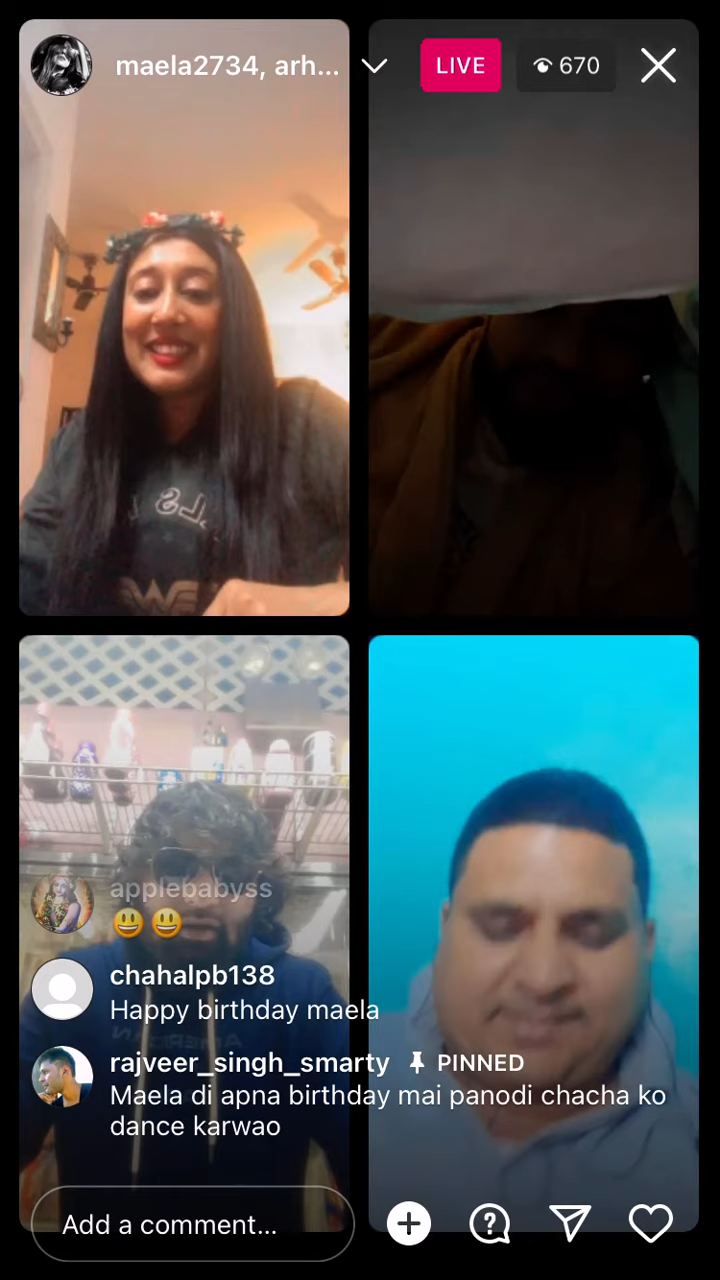 maela2734, arh...
LIVE
670
applebabyss
😃 😃
chahalpb138
Happy birthday maela
rajveer_singh_smarty PINNED
Maela di apna birthday mai panodi chacha ko
dance karwao
Add a comment...